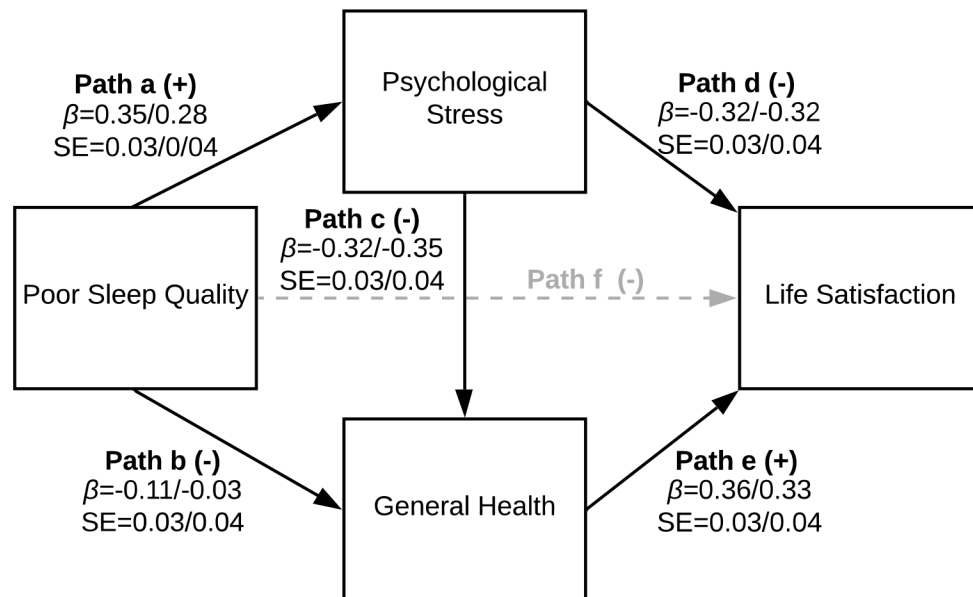 Path a (+)
β=0.35/0.28
SE=0.03/0/04
Psychological
Stress
Path d (-)
β=-0.32/-0.32
SE=0.03/0.04
Path c (-)
β=-0.32/-0.35
SE=0.03/0.04
Poor Sleep Quality
Path f (-)
Life Satisfaction
Path b (-)
β=-0.11/-0.03
SE=0.03/0.04
General Health
Path e (+)
β=0.36/0.33
SE=0.03/0.04